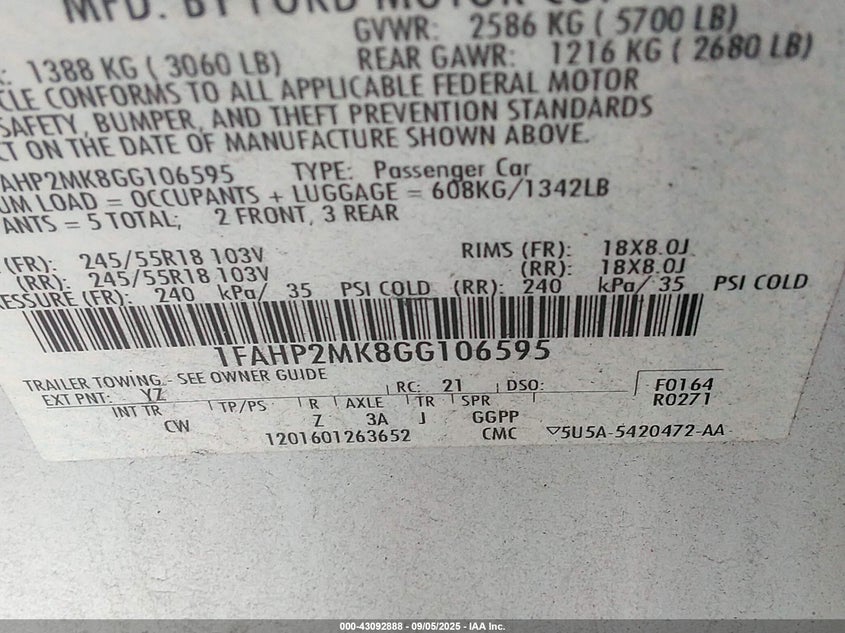 MFD. BY FORD MOTOR CO
GVWR: 2586 KG ( 5700 LB)
: 1388 KG ( 3060 LB) REAR GAWR: 1216 KG ( 2680 LB)
CLE CONFORMS TO ALL APPLICABLE FEDERAL MOTOR
SAFETY, BUMPER, AND THEFT PREVENTION STANDARDS
CT ON THE DATE OF MANUFACTURE SHOWN ABOVE.
FAHP2MK8GG106595 TYPE: Passenger Car
UM LOAD = OCCUPANTS + LUGGAGE = 608KG/1342LB
ANTS = 5 TOTAL; 2 FRONT, 3 REAR
(FR): 245/55R18 103V RIMS (FR): 18X8.0J
(RR): 245/55R18 103V (RR): 18X8.0J
ESSURE (FR): 240 kPa/ 35 PSI COLD (RR): 240 kPa/ 35 PSI COLD
1FAHP2MK8GG106595
TRAILER TOWING - SEE OWNER GUIDE
EXT PNT: YZ RC: 21 DSO: F0164
INT TR TP/PS R AXLE TR SPR R0271
CW Z 3A J GGPP
1201601263652 CMC ▽5U5A-5420472-AA
000-43092888 - 09/05/2025 - IAA Inc.